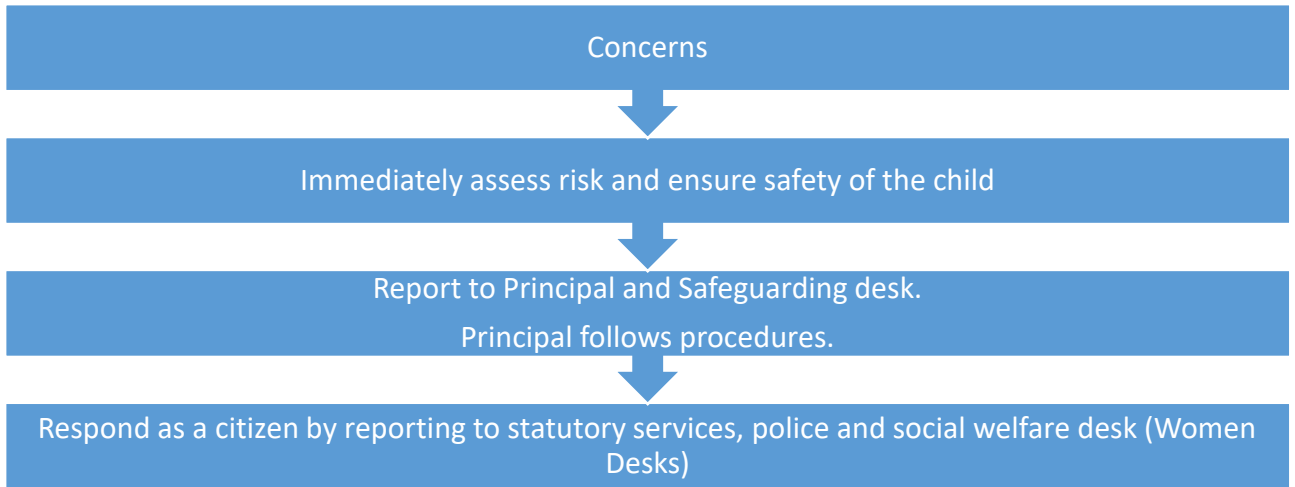 Concerns
Immediately assess risk and ensure safety of the child
Report to Principal and Safeguarding desk.
Principal follows procedures.
Respond as a citizen by reporting to statutory services, police and social welfare desk (Women
Desks)